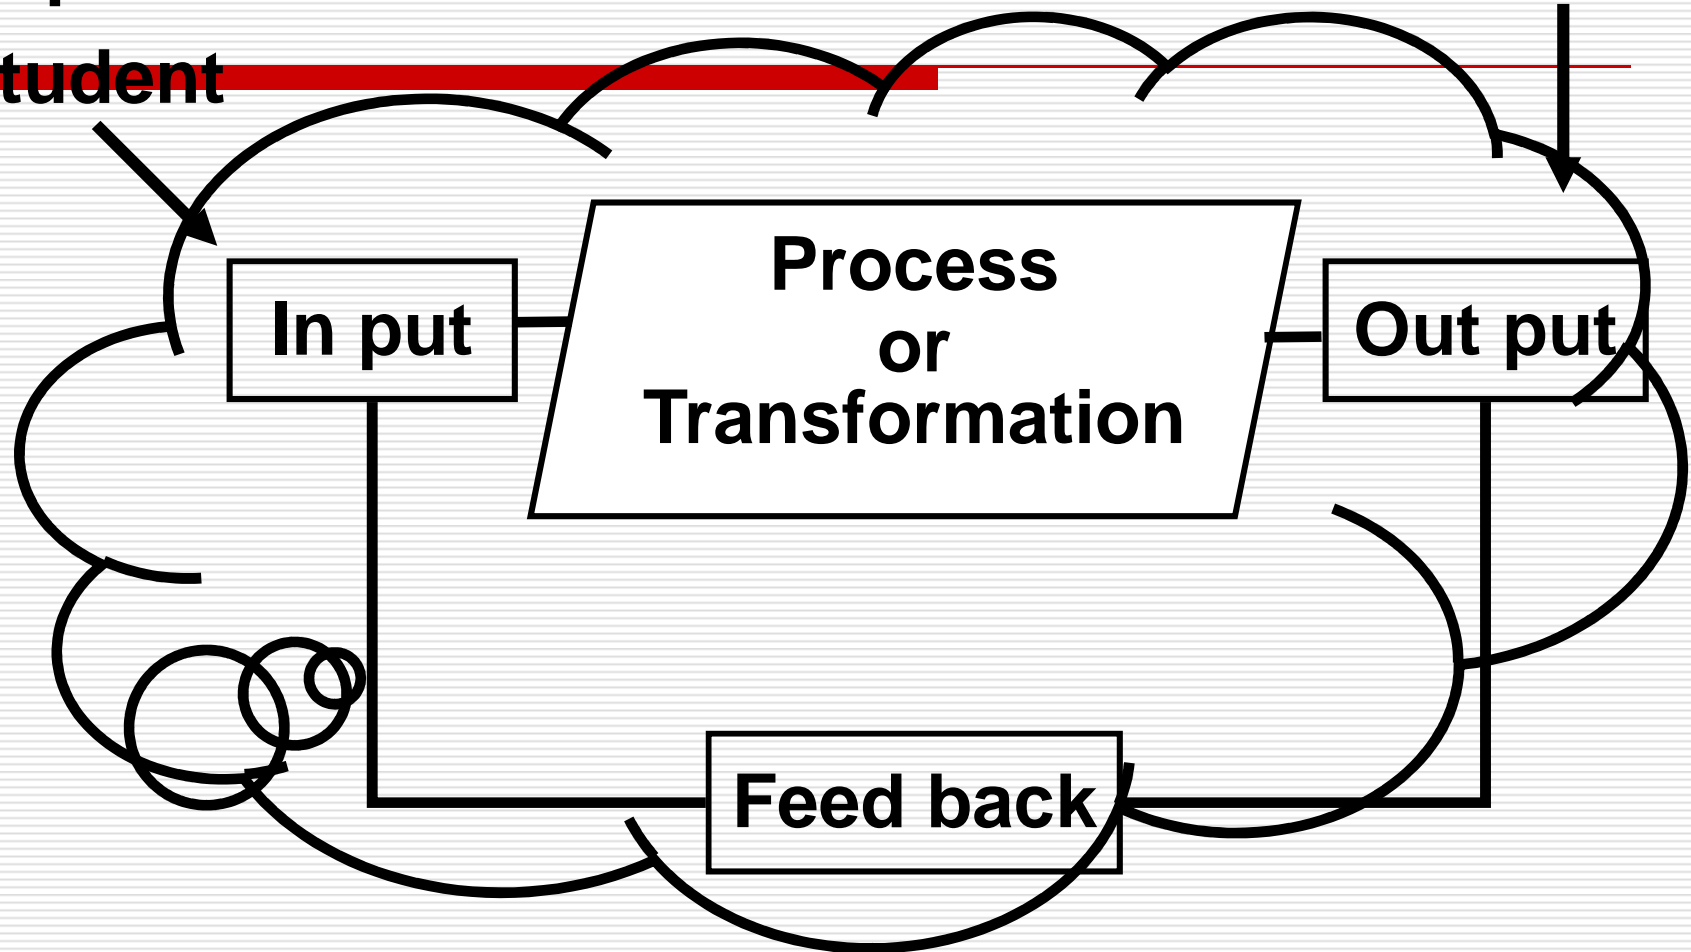 tudent
Process
In put
or
Out put
Transformation
Feed back